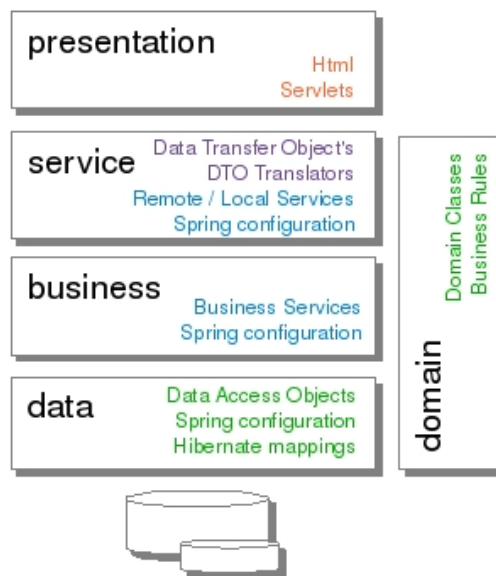 presentation
Html
Servlets
service
Data Transfer Object's
DTO Translators
Remote / Local Services
Spring configuration
business
Business Services
Spring configuration
data
Data Access Objects
Spring configuration
Hibernate mappings
domain
Domain Classes
Business Rules